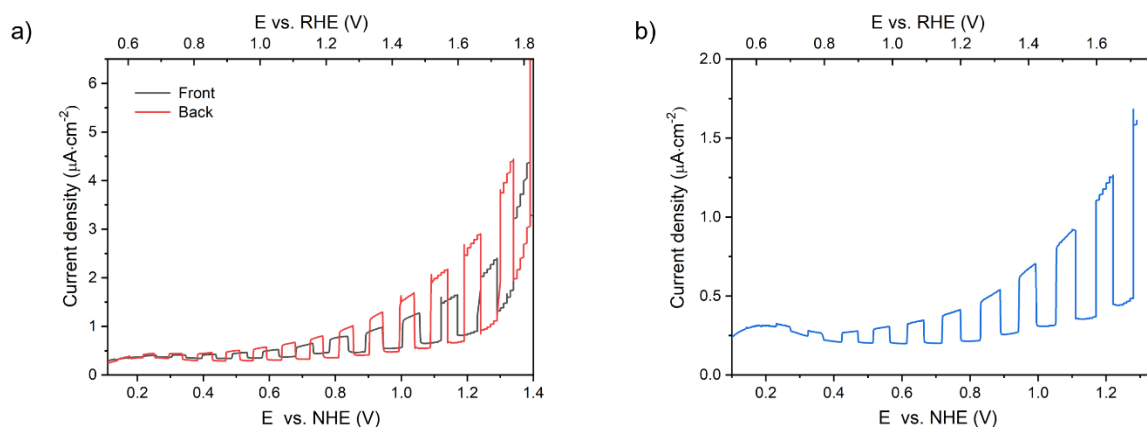 a)
E vs. RHE (V)
0.6 0.8 1.0 1.2 1.4 1.6 1.8
Front
Back
Current density (μA·cm⁻²)
6
5
4
3
2
1
0
0.2 0.4 0.6 0.8 1.0 1.2 1.4
E vs. NHE (V)
b)
E vs. RHE (V)
0.6 0.8 1.0 1.2 1.4 1.6
Current density (μA·cm⁻²)
2.0
1.5
1.0
0.5
0.0
0.2 0.4 0.6 0.8 1.0 1.2
E vs. NHE (V)